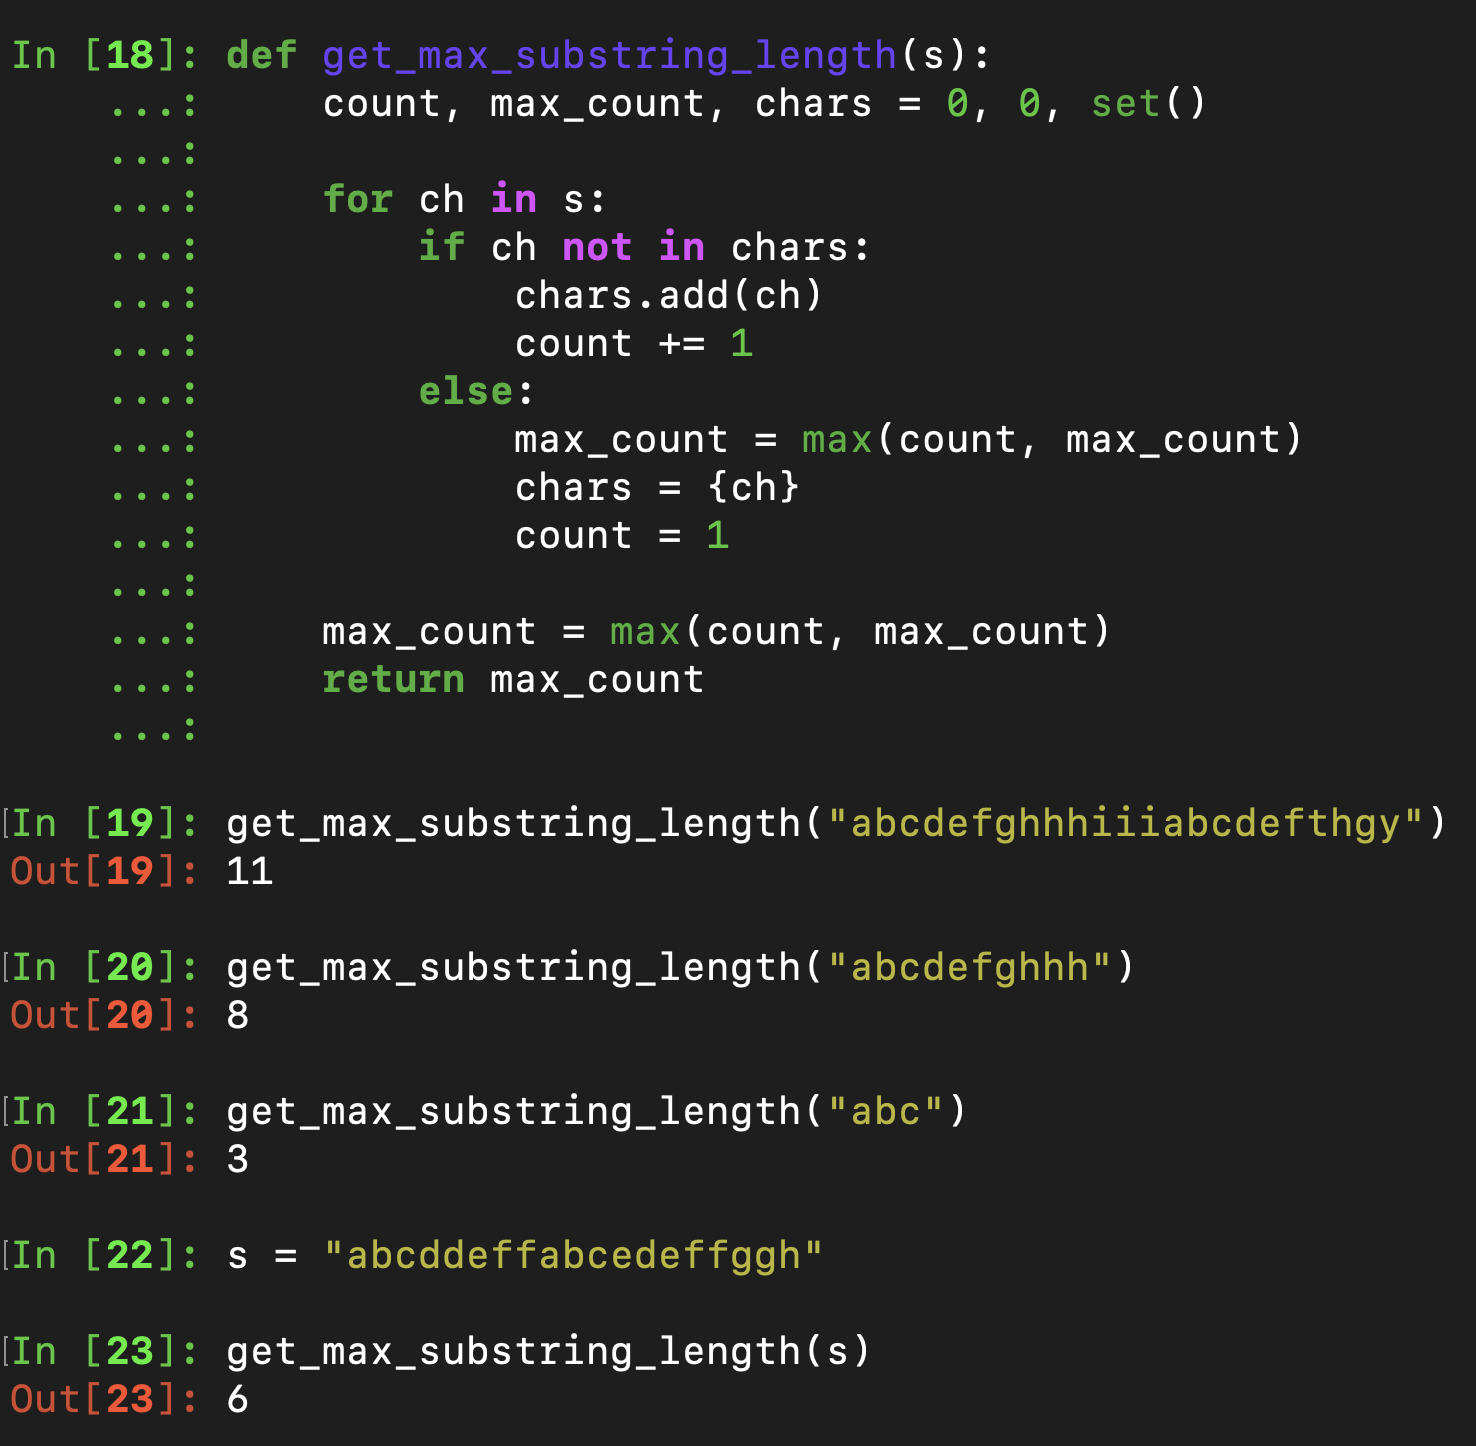 In [18]: def get_max_substring_length(s):
    ...:     count, max_count, chars = 0, 0, set()
    ...:
    ...:     for ch in s:
    ...:         if ch not in chars:
    ...:             chars.add(ch)
    ...:             count += 1
    ...:         else:
    ...:             max_count = max(count, max_count)
    ...:             chars = {ch}
    ...:             count = 1
    ...:
    ...:     max_count = max(count, max_count)
    ...:     return max_count
    ...:
[In [19]: get_max_substring_length("abcdefghhhiiiabcdefthgy")
Out[19]: 11
[In [20]: get_max_substring_length("abcdefghhh")
Out[20]: 8
[In [21]: get_max_substring_length("abc")
Out[21]: 3
[In [22]: s = "abcddeffabcedeffggh"
[In [23]: get_max_substring_length(s)
Out[23]: 6